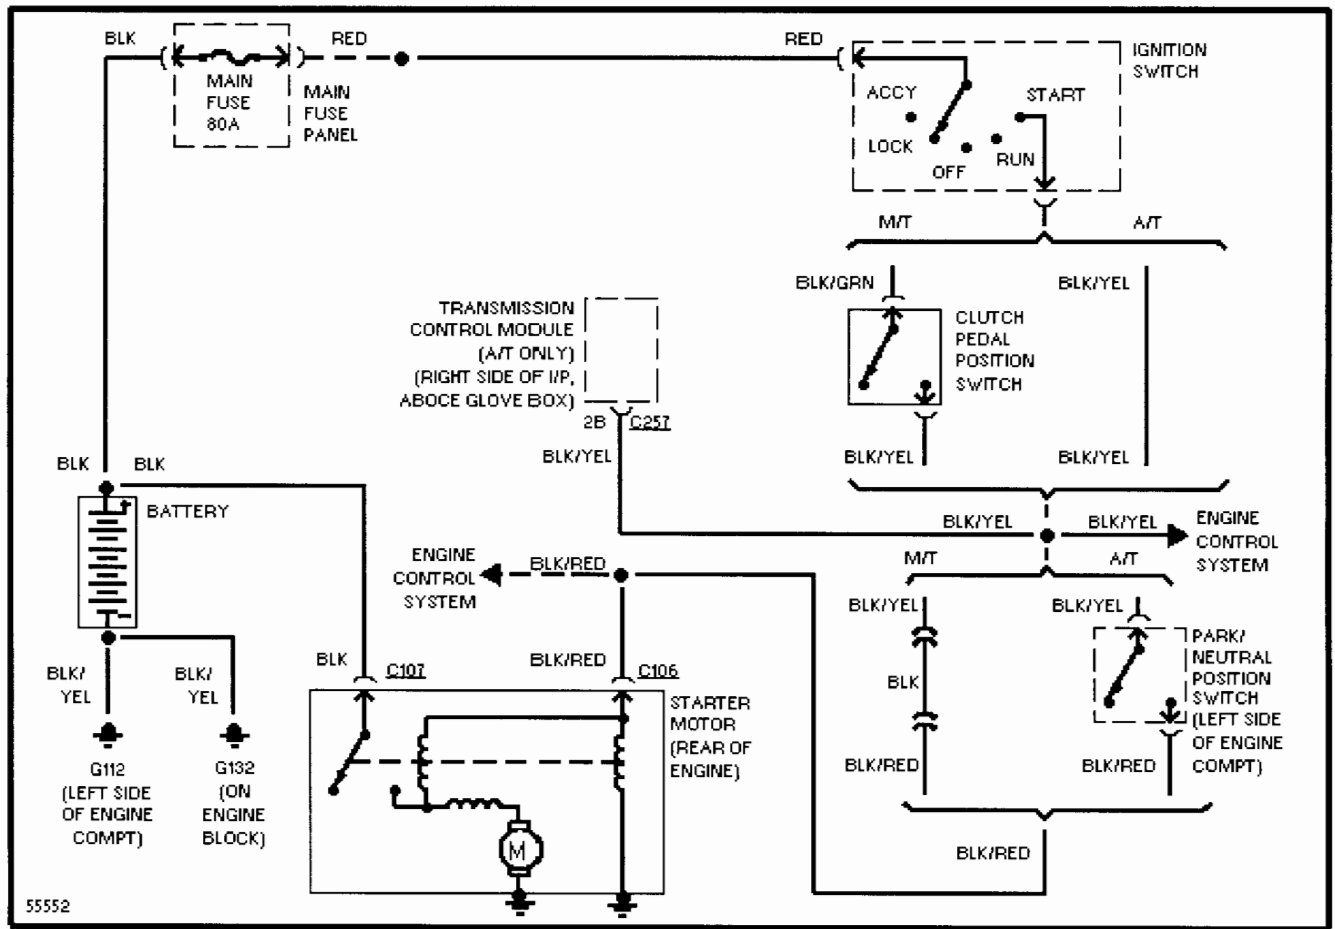 BLK
RED
RED
IGNITION
SWITCH
MAIN
FUSE
80A
MAIN
FUSE
PANEL
ACCY
START
LOCK
OFF
RUN
M/T
A/T
BLK/GRN
BLK/YEL
TRANSMISSION
CONTROL MODULE
(A/T ONLY)
(RIGHT SIDE OF I/P,
ABOCE GLOVE BOX)
CLUTCH
PEDAL
POSITION
SWITCH
2B C257
BLK/YEL
BLK/YEL
BLK/YEL
BLK
BLK
BATTERY
+
-
BLK/YEL
BLK/YEL
ENGINE
CONTROL
SYSTEM
ENGINE
CONTROL
SYSTEM
BLK/RED
M/T
A/T
BLK/YEL
BLK/YEL
BLK/
YEL
BLK/
YEL
BLK
C107
BLK/RED
C106
PARK/
NEUTRAL
POSITION
SWITCH
(LEFT SIDE
OF ENGINE
COMPT)
BLK
STARTER
MOTOR
(REAR OF
ENGINE)
G112
(LEFT SIDE
OF ENGINE
COMPT)
G132
(ON
ENGINE
BLOCK)
BLK/RED
BLK/RED
M
BLK/RED
55552